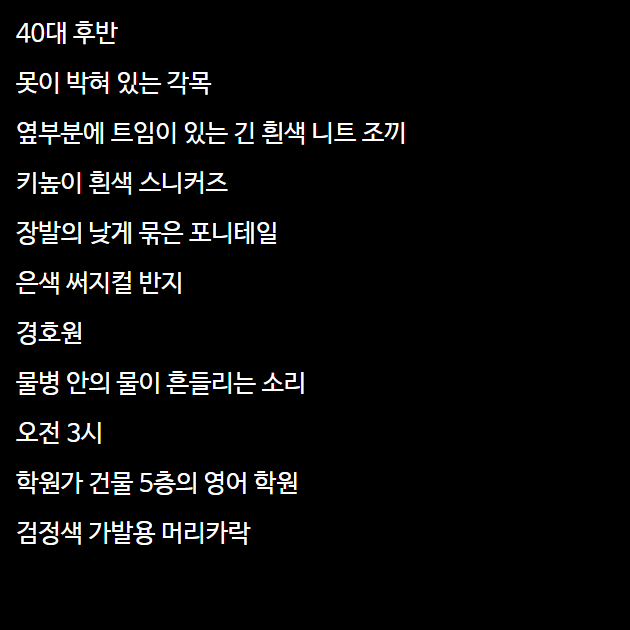 40대 후반
못이 박혀 있는 각목
옆부분에 트임이 있는 긴 흰색 니트 조끼
키높이 흰색 스니커즈
장발의 낮게 묶은 포니테일
은색 써지컬 반지
경호원
물병 안의 물이 흔들리는 소리
오전 3시
학원가 건물 5층의 영어 학원
검정색 가발용 머리카락